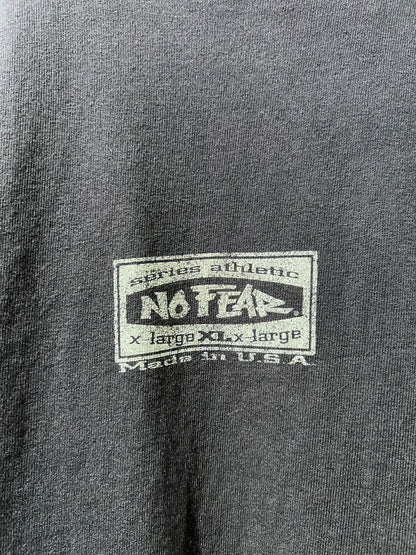 series athletic
NO FEAR®
x-large XL x-large
Made in U.S.A